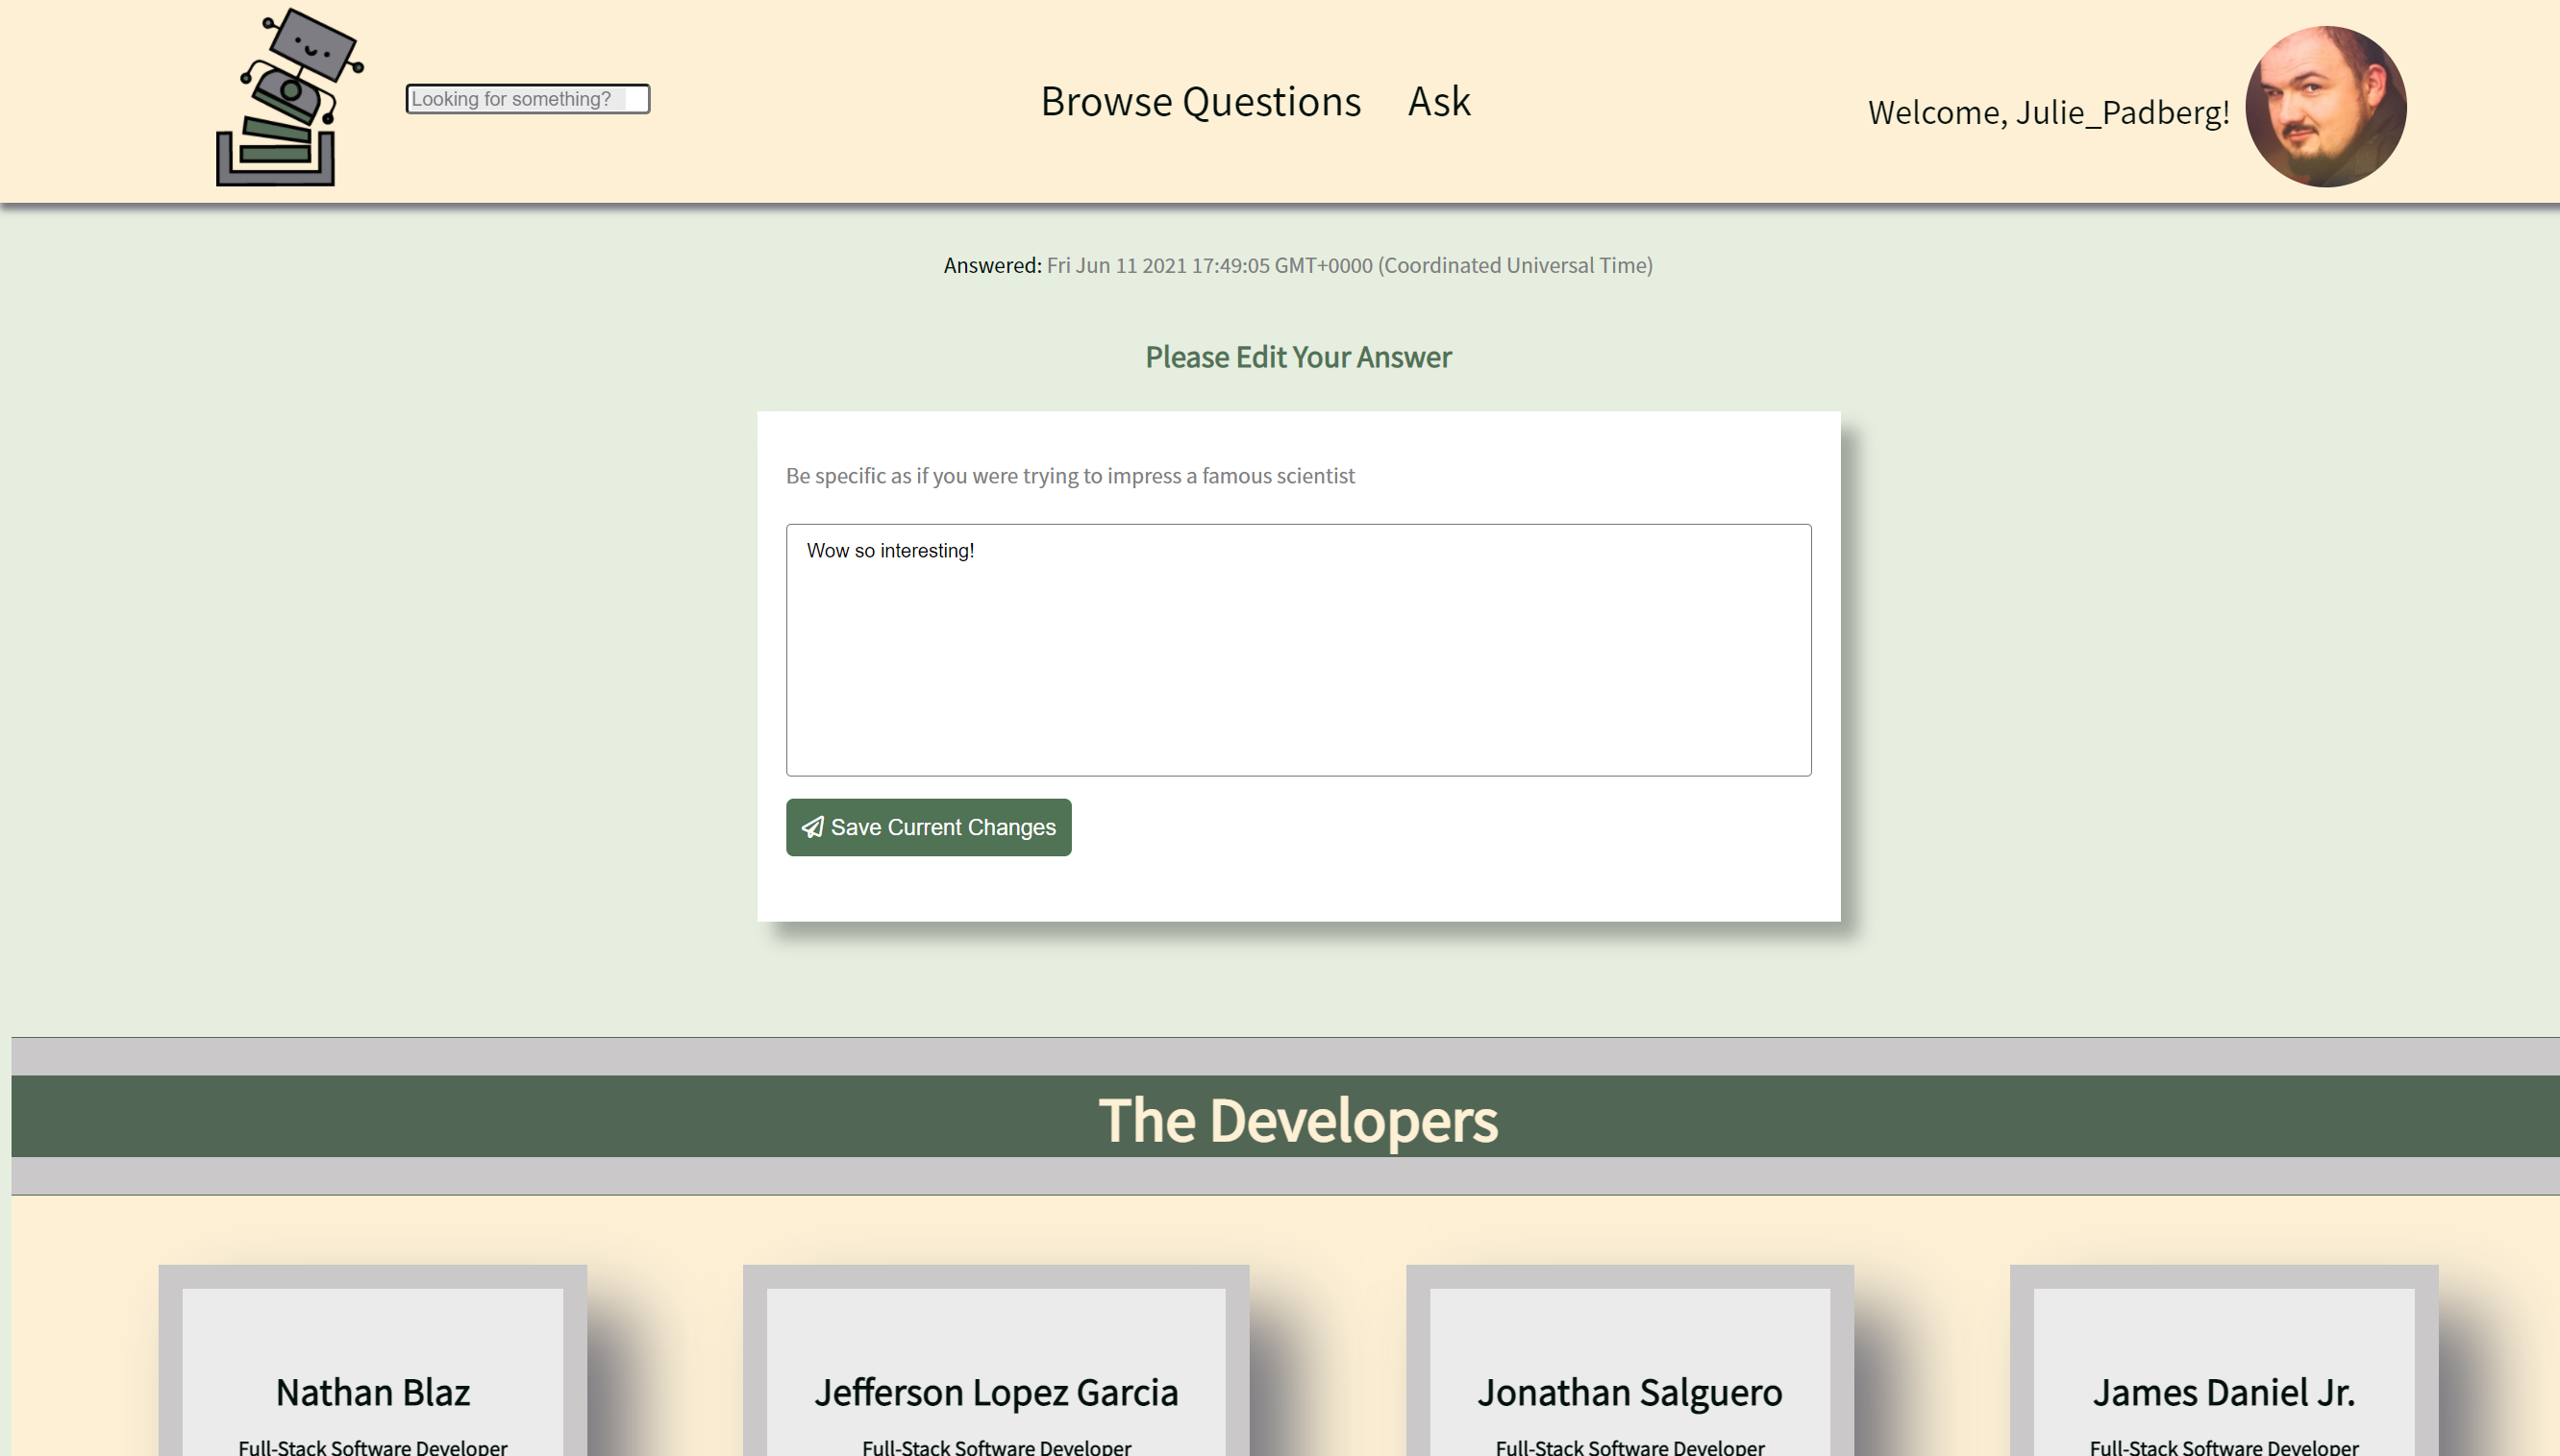 Looking for something?
Browse Questions
Ask
Welcome, Julie_Padberg!
Answered: Fri Jun 11 2021 17:49:05 GMT+0000 (Coordinated Universal Time)
Please Edit Your Answer
Be specific as if you were trying to impress a famous scientist
Wow so interesting!
Save Current Changes
The Developers
Nathan Blaz
Full-Stack Software Developer
Jefferson Lopez Garcia
Full-Stack Software Developer
Jonathan Salguero
Full-Stack Software Developer
James Daniel Jr.
Full-Stack Software Developer